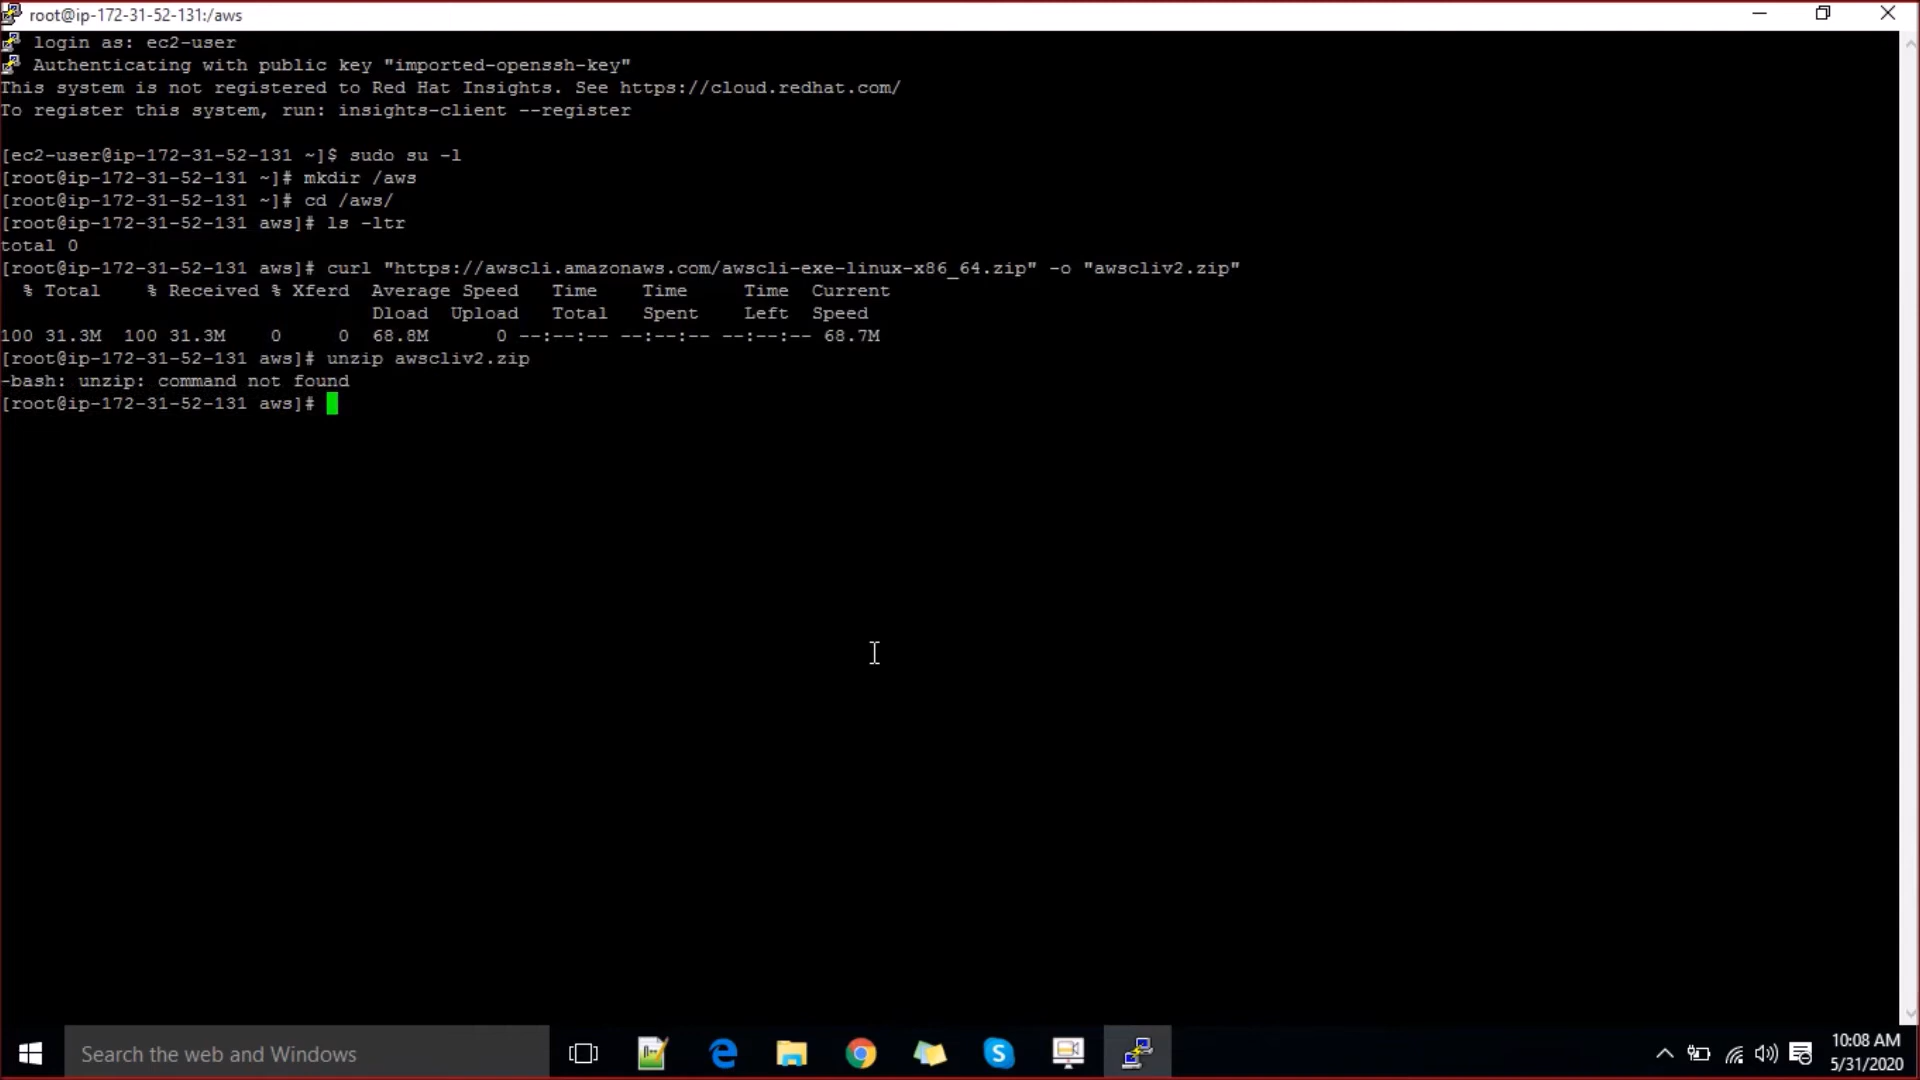 root@ip-172-31-52-131:/aws
login as: ec2-user
Authenticating with public key "imported-openssh-key"
This system is not registered to Red Hat Insights. See https://cloud.redhat.com/
To register this system, run: insights-client --register
[ec2-user@ip-172-31-52-131 ~]$ sudo su -l
[root@ip-172-31-52-131 ~]# mkdir /aws
[root@ip-172-31-52-131 ~]# cd /aws/
[root@ip-172-31-52-131 aws]# ls -ltr
total 0
[root@ip-172-31-52-131 aws]# curl "https://awscli.amazonaws.com/awscli-exe-linux-x86_64.zip" -o "awscliv2.zip"
  % Total    % Received % Xferd  Average Speed   Time    Time     Time  Current
                                 Dload  Upload   Total   Spent    Left  Speed
100 31.3M  100 31.3M    0     0  68.8M      0 --:--:-- --:--:-- --:--:-- 68.7M
[root@ip-172-31-52-131 aws]# unzip awscliv2.zip
-bash: unzip: command not found
[root@ip-172-31-52-131 aws]#
Search the web and Windows
10:08 AM
5/31/2020